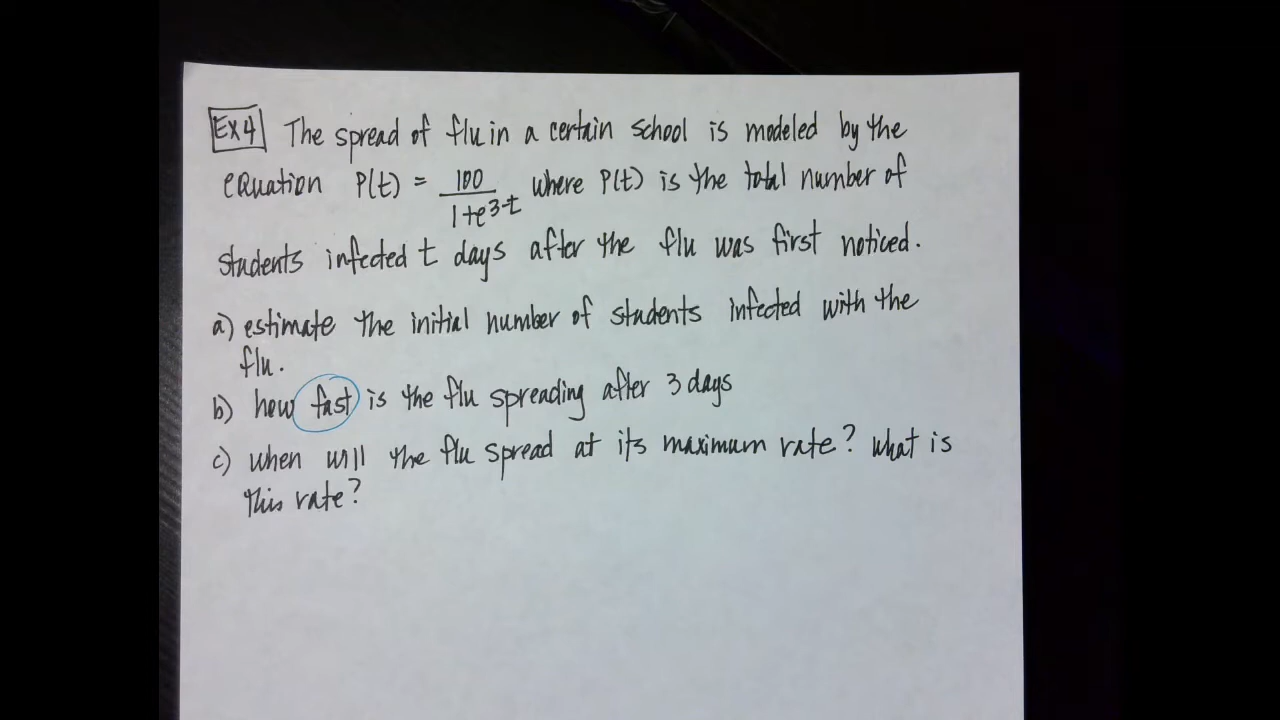 Ex4 The spread of flu in a certain school is modeled by the
equation P(t) = 100/(1+e^(3-t)) where P(t) is the total number of
students infected t days after the flu was first noticed.
a) estimate the initial number of students infected with the
flu.
b) how fast is the flu spreading after 3 days
c) when will the flu spread at its maximum rate? what is
this rate?